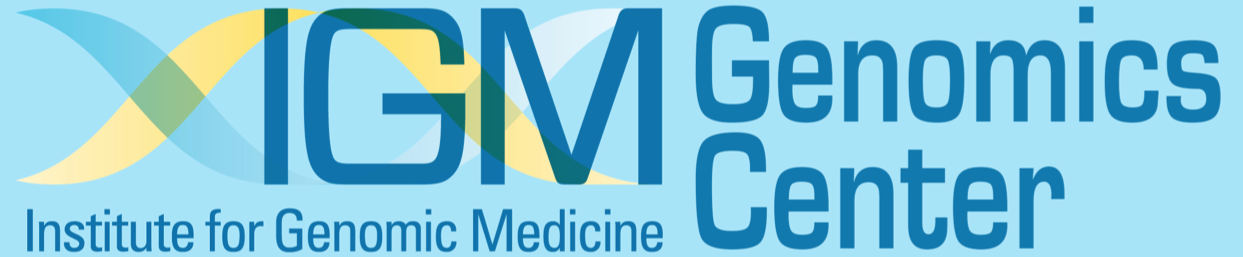 IGM
Institute for Genomic Medicine
Genomics
Center